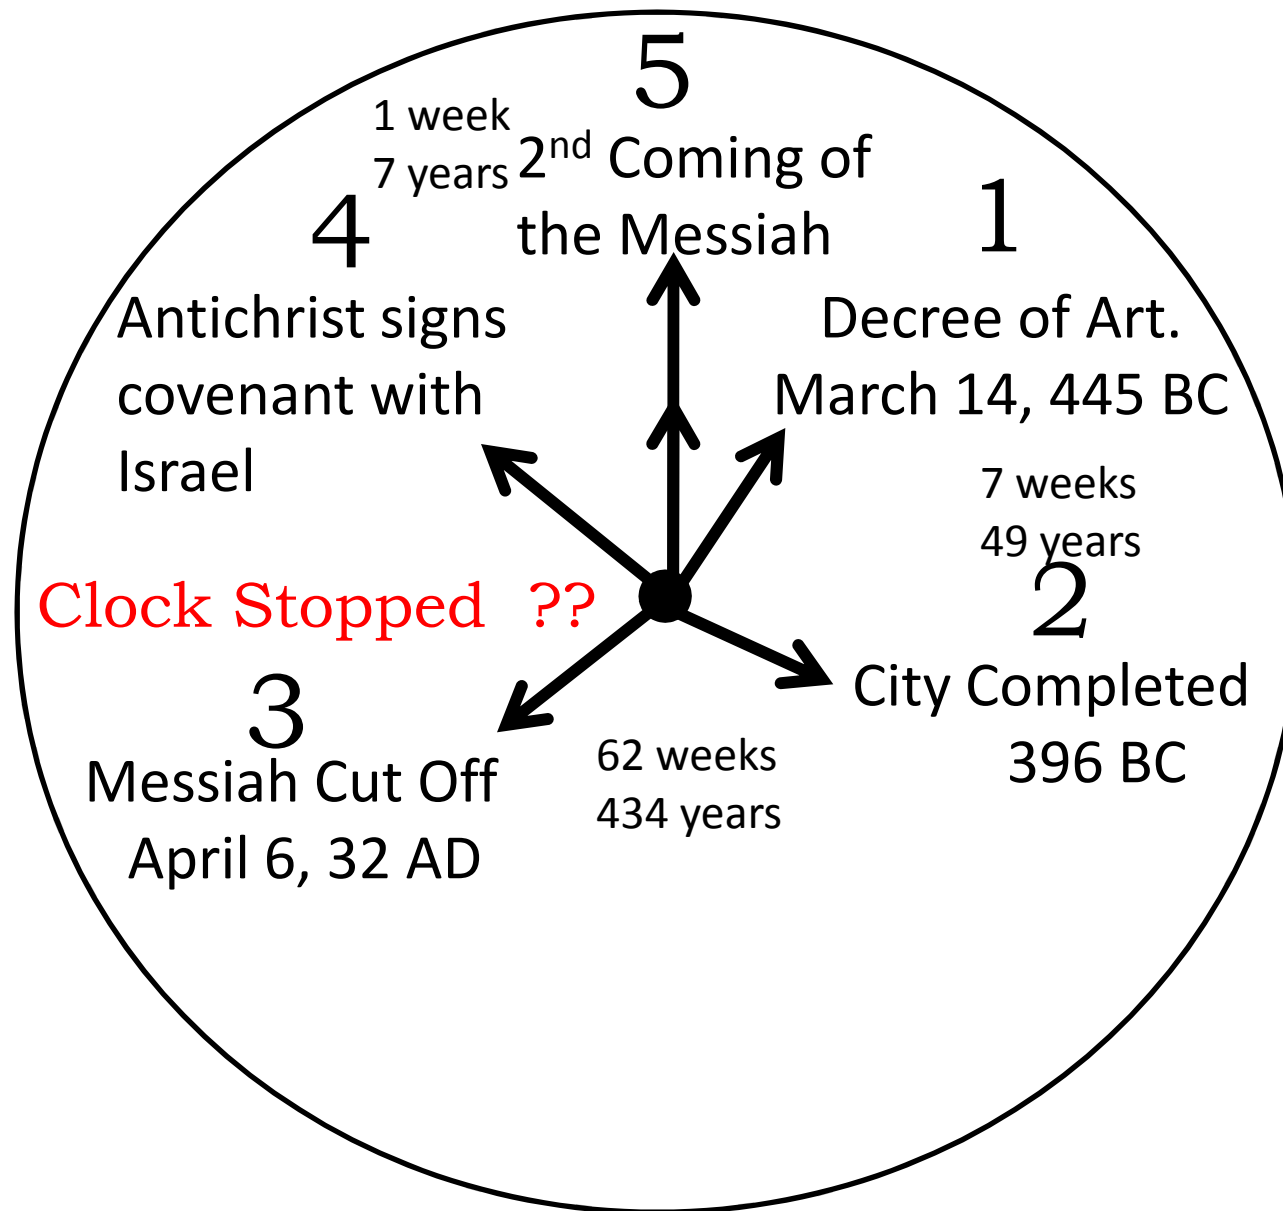 5
1 week
7 years
2nd Coming of
the Messiah
1
Decree of Art.
March 14, 445 BC
7 weeks
49 years
2
City Completed
396 BC
62 weeks
434 years
3
Messiah Cut Off
April 6, 32 AD
Clock Stopped ??
4
Antichrist signs
covenant with
Israel